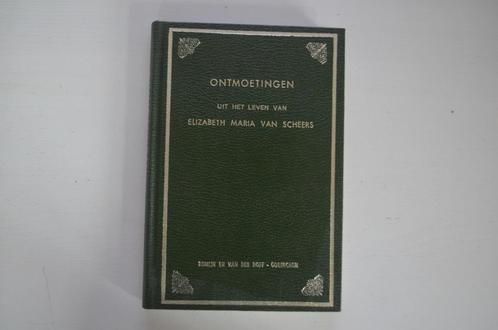 ONTMOETINGEN
UIT HET LEVEN VAN
ELIZABETH MARIA VAN SCHEERS
ROMIJN EN VAN DER HOFF - GORINCHEM